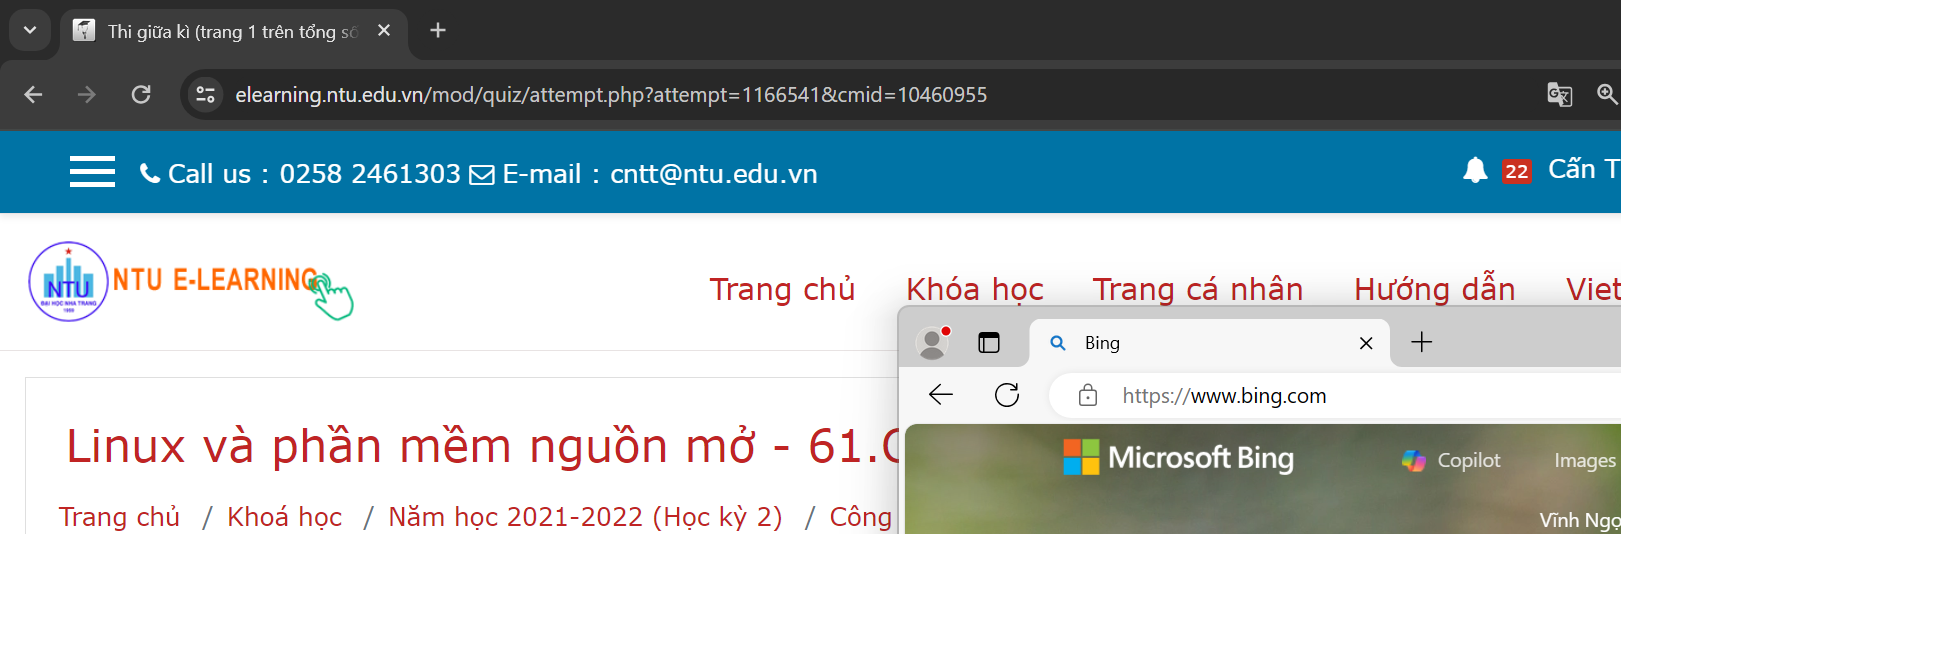 Thi giữa kì (trang 1 trên tổng số
elearning.ntu.edu.vn/mod/quiz/attempt.php?attempt=1166541&cmid=10460955
Call us : 0258 2461303 E-mail : cntt@ntu.edu.vn
22 Cấn T
NTU
ĐẠI HỌC NHA TRANG
1959
NTU E-LEARNING
Trang chủ Khóa học Trang cá nhân Hướng dẫn Viet
Bing
https://www.bing.com
Microsoft Bing Copilot Images
Linux và phần mềm nguồn mở - 61.C
Trang chủ / Khoá học / Năm học 2021-2022 (Học kỳ 2) / Công
Vĩnh Ngọ